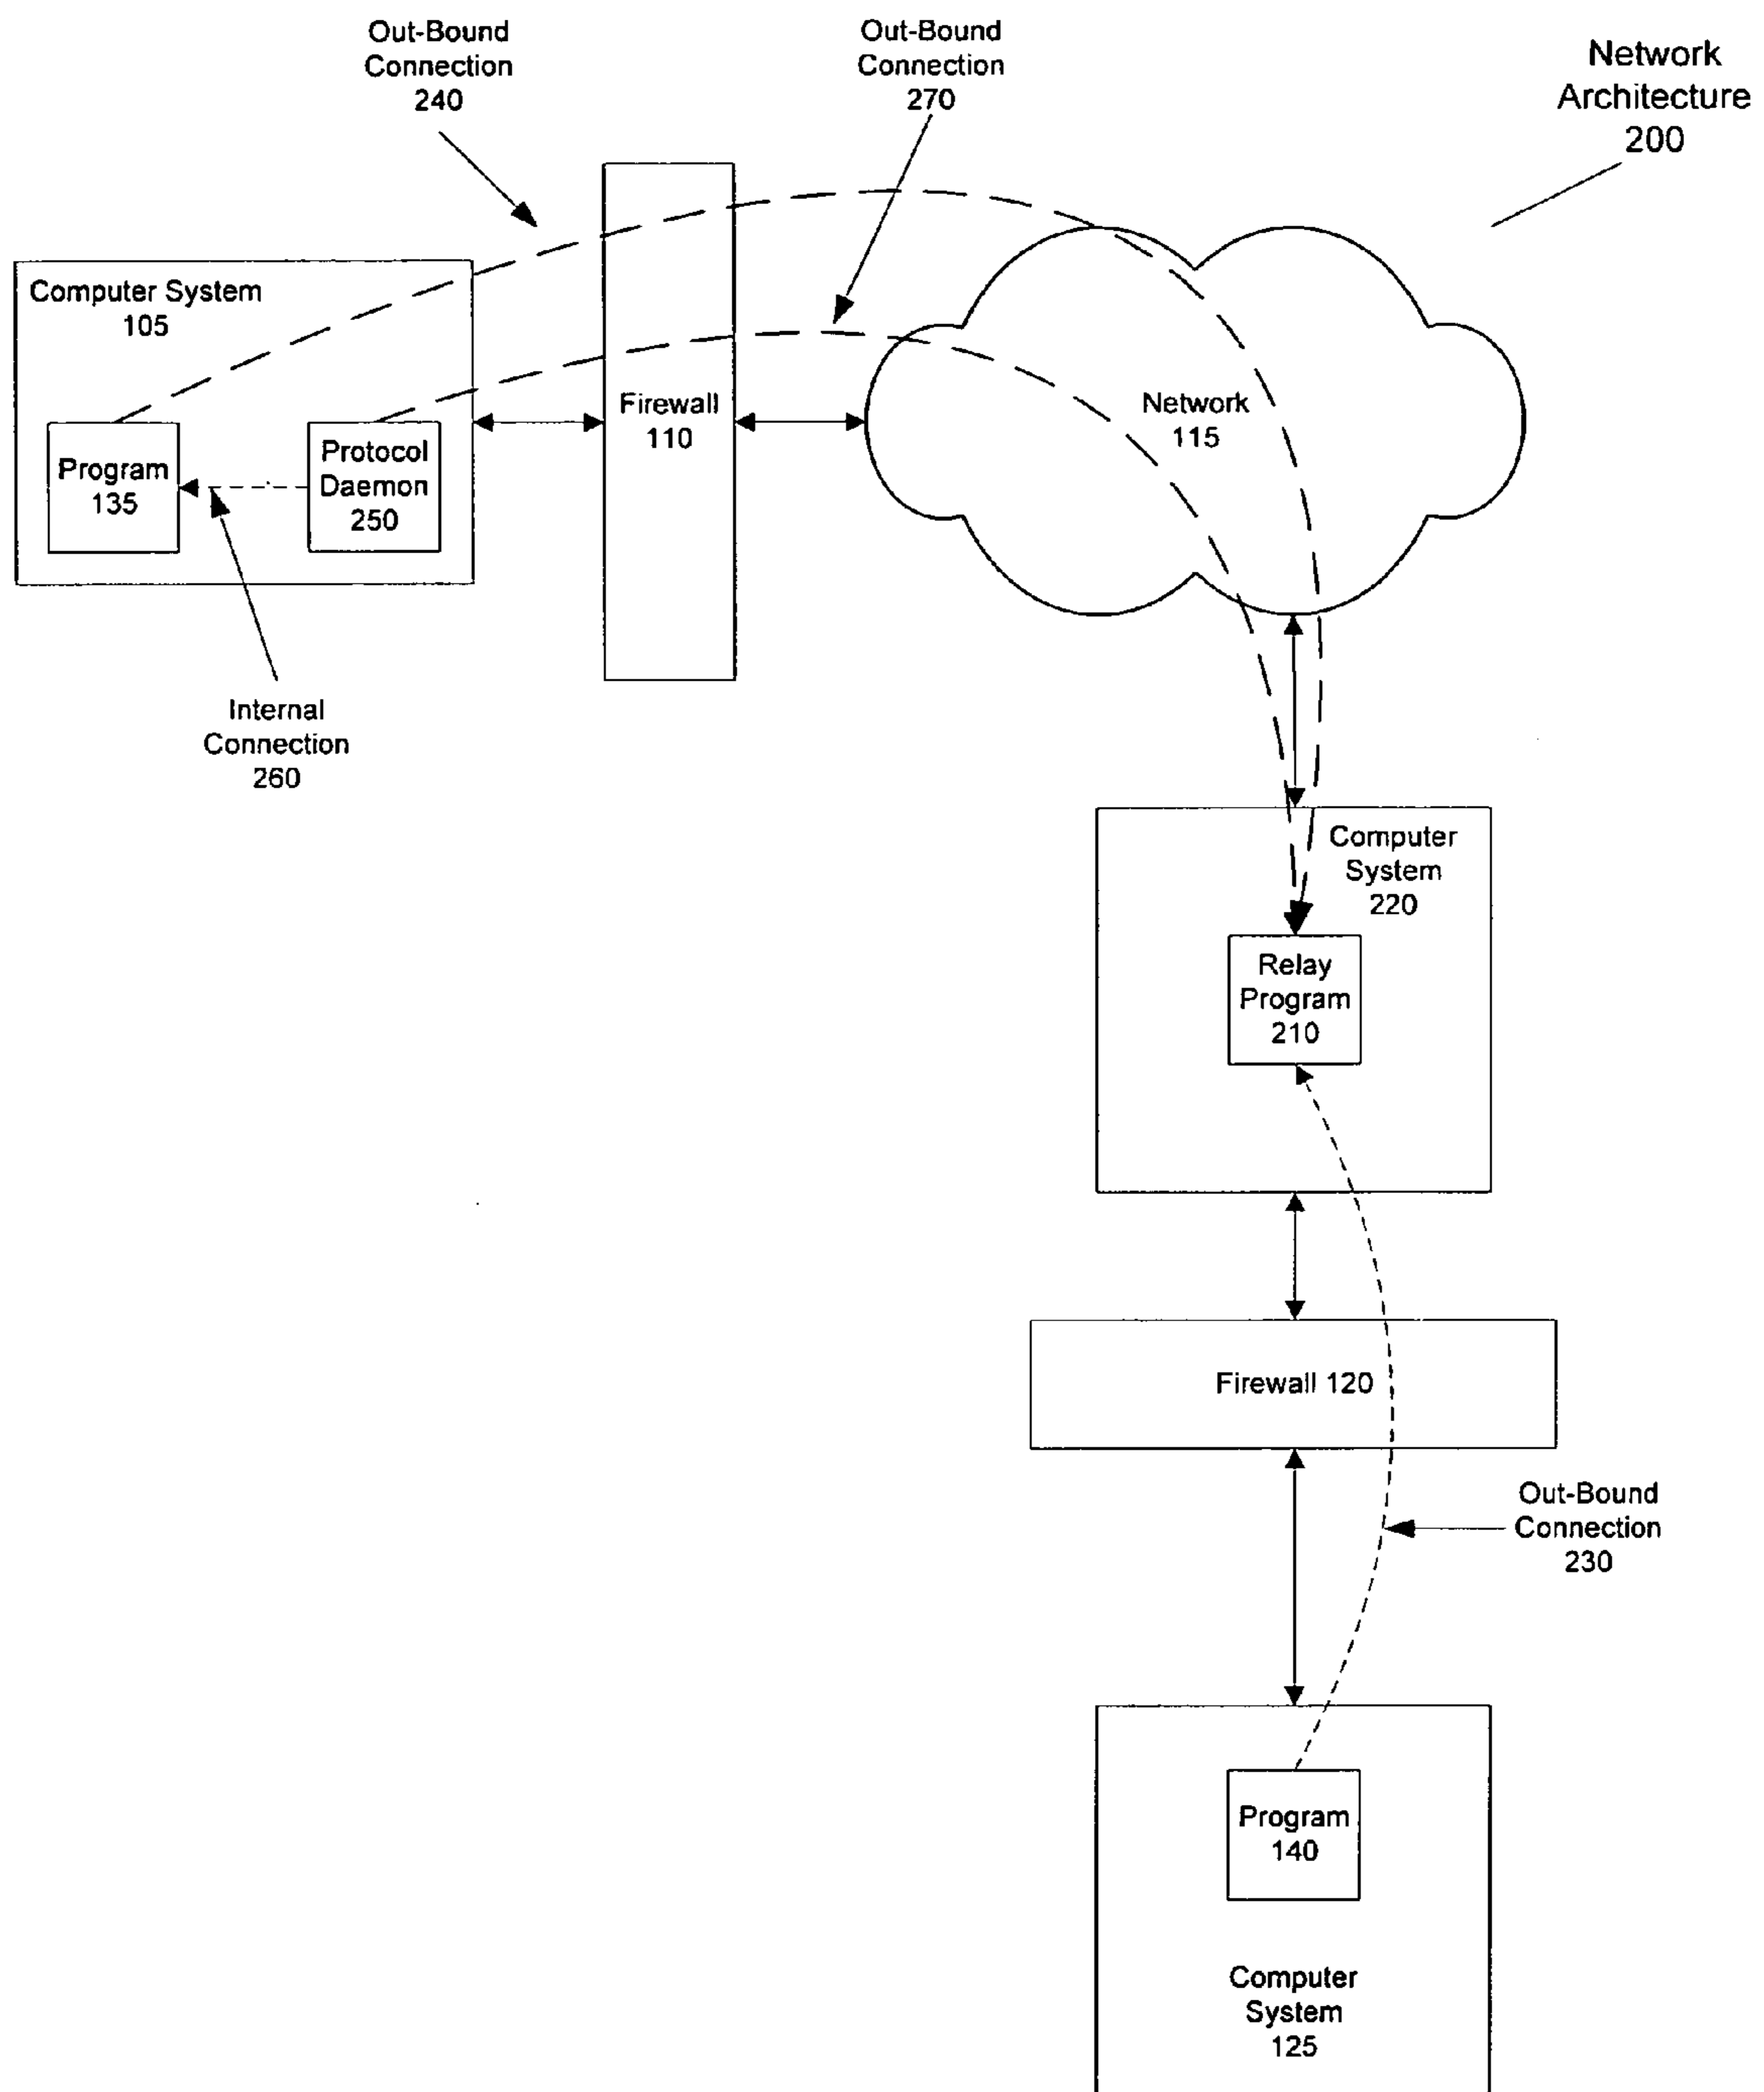 Out-Bound
Connection
240
Out-Bound
Connection
270
Network
Architecture
200
Computer System
105
Program
135
Protocol
Daemon
250
Firewall
110
Network
115
Internal
Connection
260
Computer
System
220
Relay
Program
210
Firewall 120
Out-Bound
Connection
230
Program
140
Computer
System
125